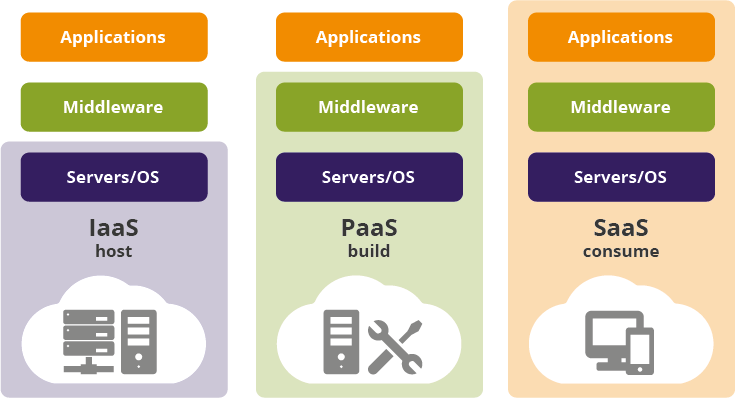 Applications
Middleware
Servers/OS
IaaS
host
Applications
Middleware
Servers/OS
PaaS
build
Applications
Middleware
Servers/OS
SaaS
consume